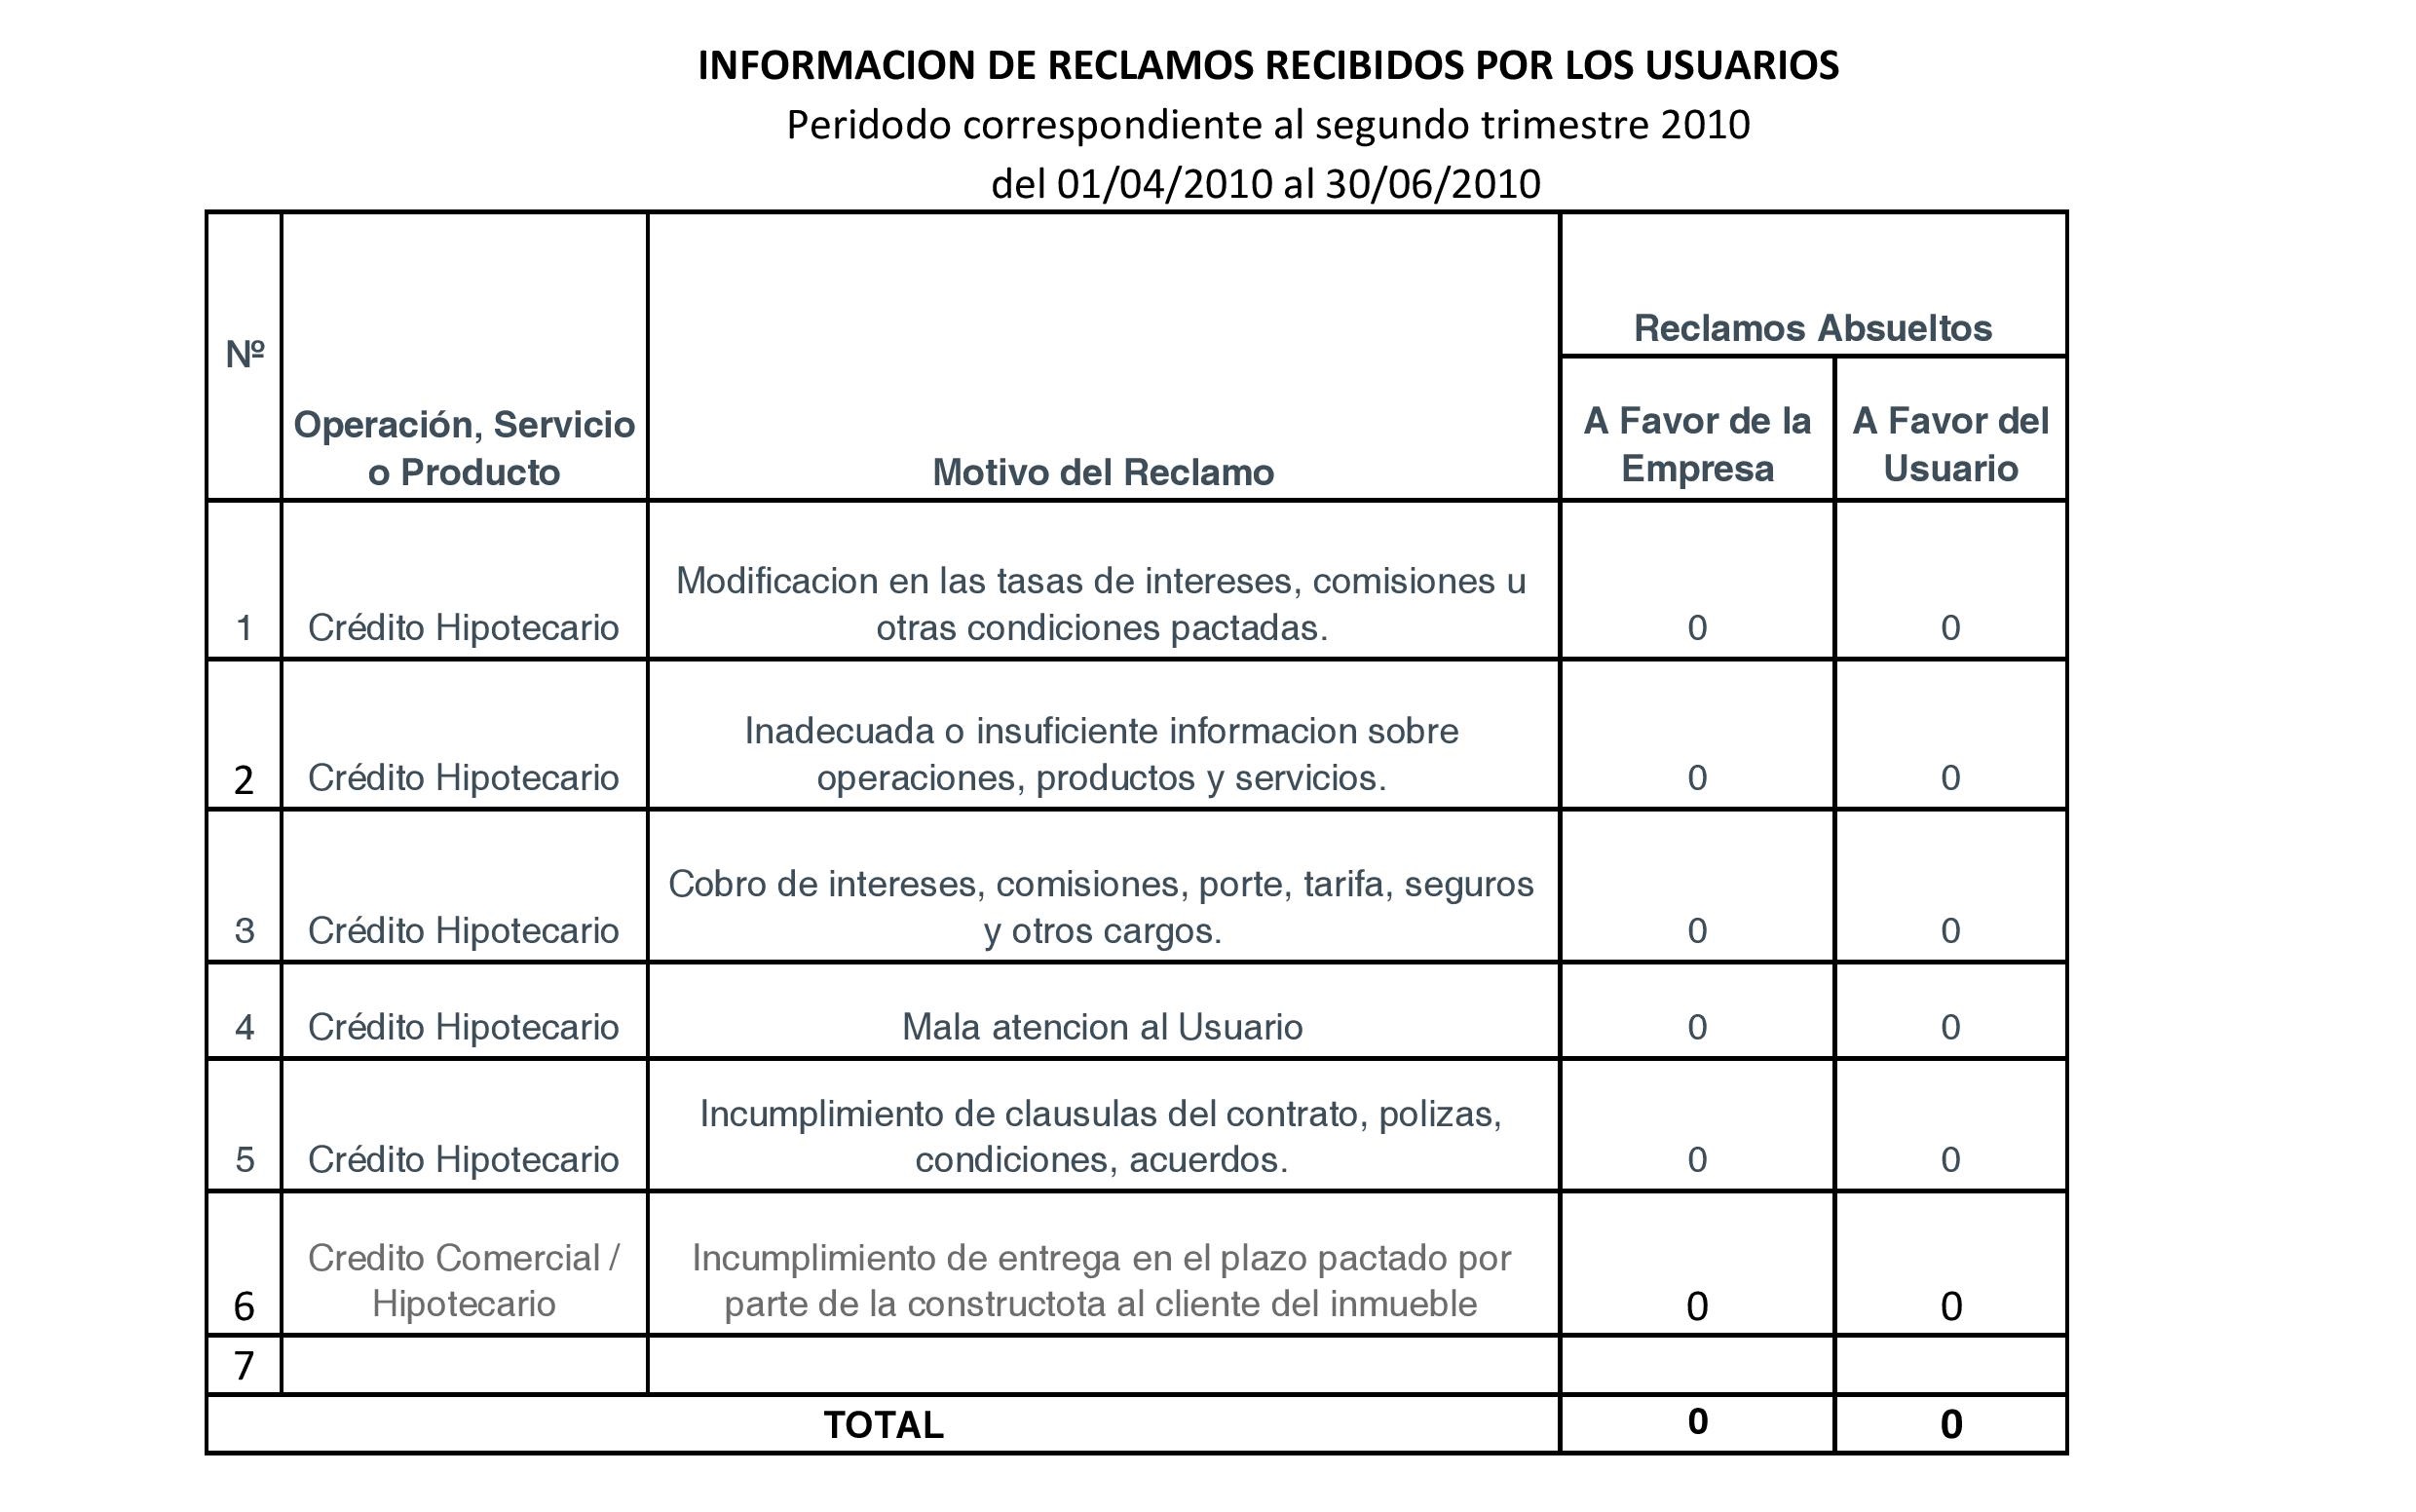 INFORMACION DE RECLAMOS RECIBIDOS POR LOS USUARIOS
Peridodo correspondiente al segundo trimestre 2010
del 01/04/2010 al 30/06/2010
Nº
Operación, Servicio
o Producto
Motivo del Reclamo
Reclamos Absueltos
A Favor de la
Empresa
A Favor del
Usuario
1
Crédito Hipotecario
Modificacion en las tasas de intereses, comisiones u
otras condiciones pactadas.
0
0
2
Crédito Hipotecario
Inadecuada o insuficiente informacion sobre
operaciones, productos y servicios.
0
0
3
Crédito Hipotecario
Cobro de intereses, comisiones, porte, tarifa, seguros
y otros cargos.
0
0
4
Crédito Hipotecario
Mala atencion al Usuario
0
0
5
Crédito Hipotecario
Incumplimiento de clausulas del contrato, polizas,
condiciones, acuerdos.
0
0
6
Credito Comercial /
Hipotecario
Incumplimiento de entrega en el plazo pactado por
parte de la constructota al cliente del inmueble
0
0
7
TOTAL
0
0